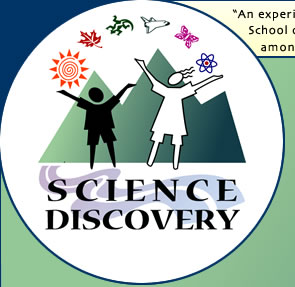 "An experi
School o
amon
SCIENCE
DISCOVERY